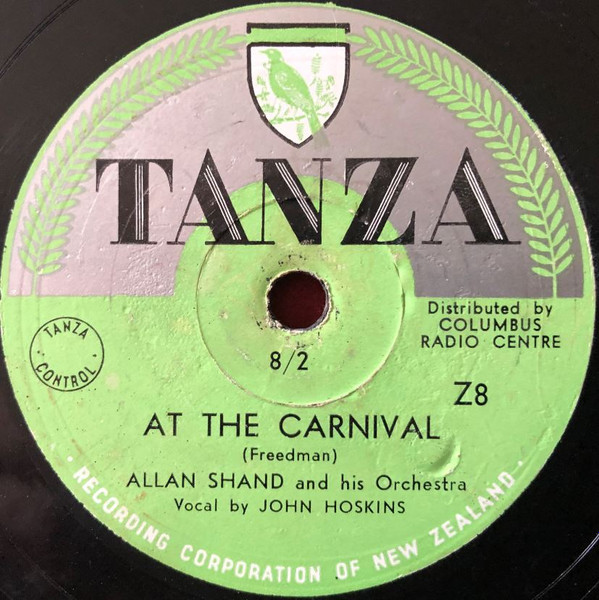 TANZA
TANZA
· CONTROL ·
Distributed by
COLUMBUS
RADIO CENTRE
8/2
Z8
AT THE CARNIVAL
(Freedman)
ALLAN SHAND and his Orchestra
Vocal by JOHN HOSKINS
· RECORDING CORPORATION OF NEW ZEALAND ·